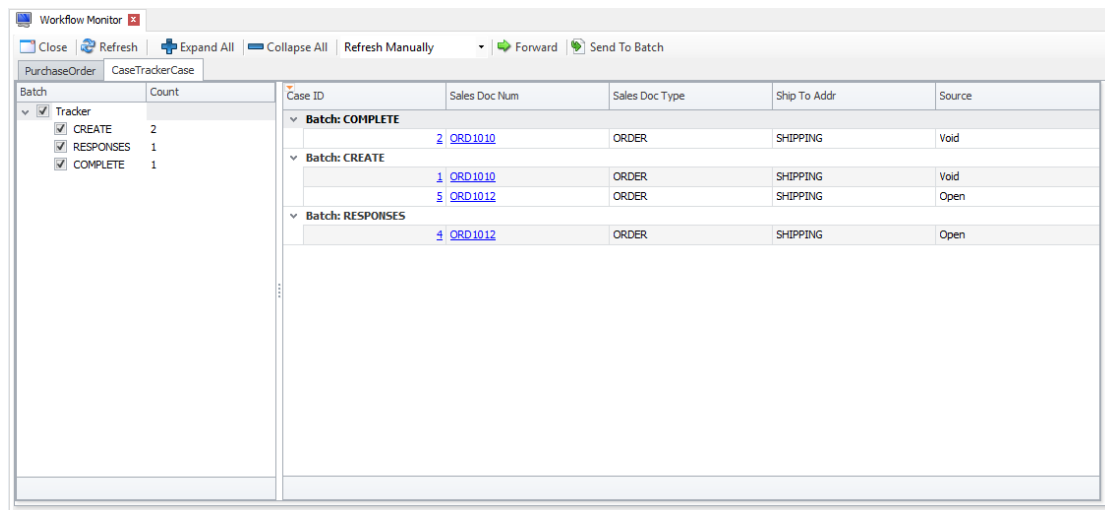 Workflow Monitor
Close Refresh Expand All Collapse All Refresh Manually Forward Send To Batch
PurchaseOrder CaseTrackerCase
Batch Count
Tracker
CREATE 2
RESPONSES 1
COMPLETE 1
Case ID Sales Doc Num Sales Doc Type Ship To Addr Source
Batch: COMPLETE
2 ORD1010 ORDER SHIPPING Void
Batch: CREATE
1 ORD1010 ORDER SHIPPING Void
5 ORD1012 ORDER SHIPPING Open
Batch: RESPONSES
4 ORD1012 ORDER SHIPPING Open